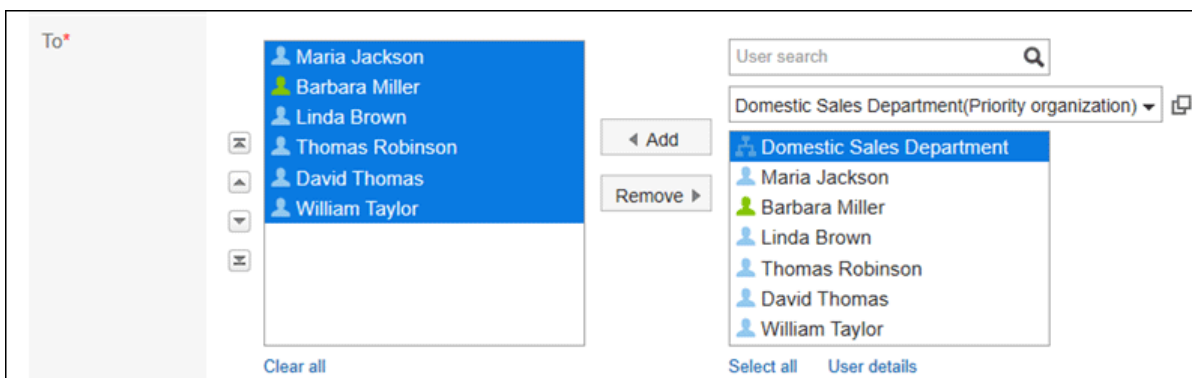 To*
Maria Jackson
Barbara Miller
Linda Brown
Thomas Robinson
David Thomas
William Taylor
Clear all
Add
Remove
User search
Domestic Sales Department(Priority organization)
Domestic Sales Department
Maria Jackson
Barbara Miller
Linda Brown
Thomas Robinson
David Thomas
William Taylor
Select all User details